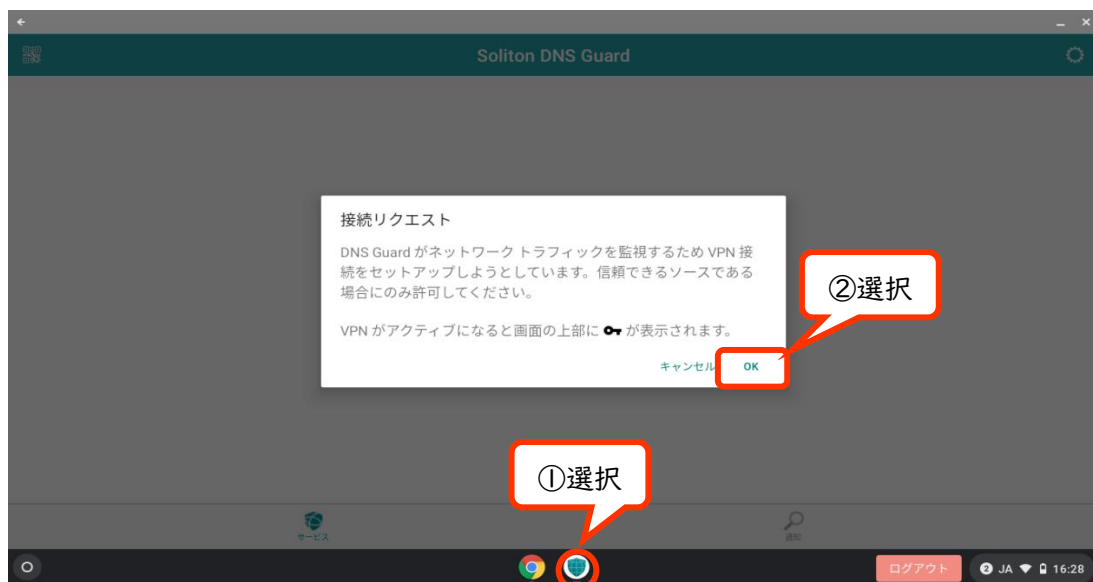 Soliton DNS Guard
接続リクエスト
DNS Guard がネットワーク トラフィックを監視するため VPN 接
続をセットアップしようとしています。信頼できるソースである
場合にのみ許可してください。
VPN がアクティブになると画面の上部に が表示されます。
キャンセル OK
②選択
①選択
サービス
通知
ログアウト
2 JA 16:28